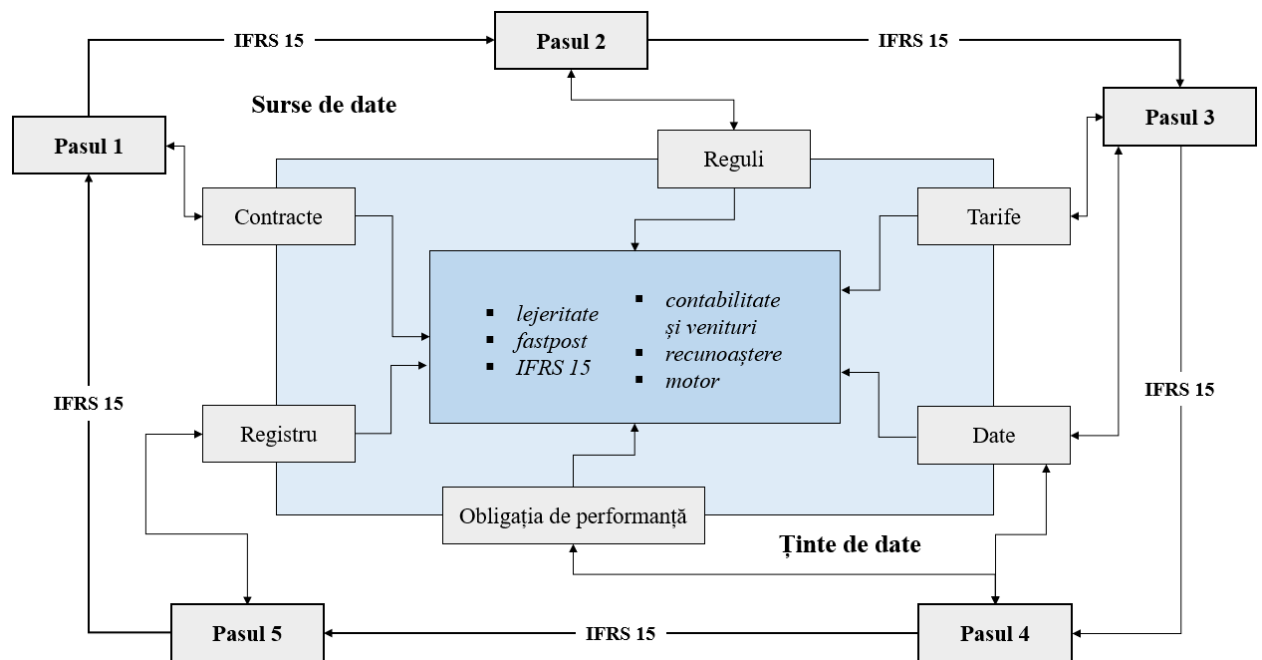 IFRS 15
Pasul 2
IFRS 15
Surse de date
Pasul 1
Pasul 3
Reguli
Contracte
Tarife
▪ lejeritate
▪ fastpost
▪ IFRS 15
▪ contabilitate
și venituri
▪ recunoaștere
▪ motor
IFRS 15
IFRS 15
Registru
Date
Obligația de performanță
Ținte de date
Pasul 5
IFRS 15
Pasul 4